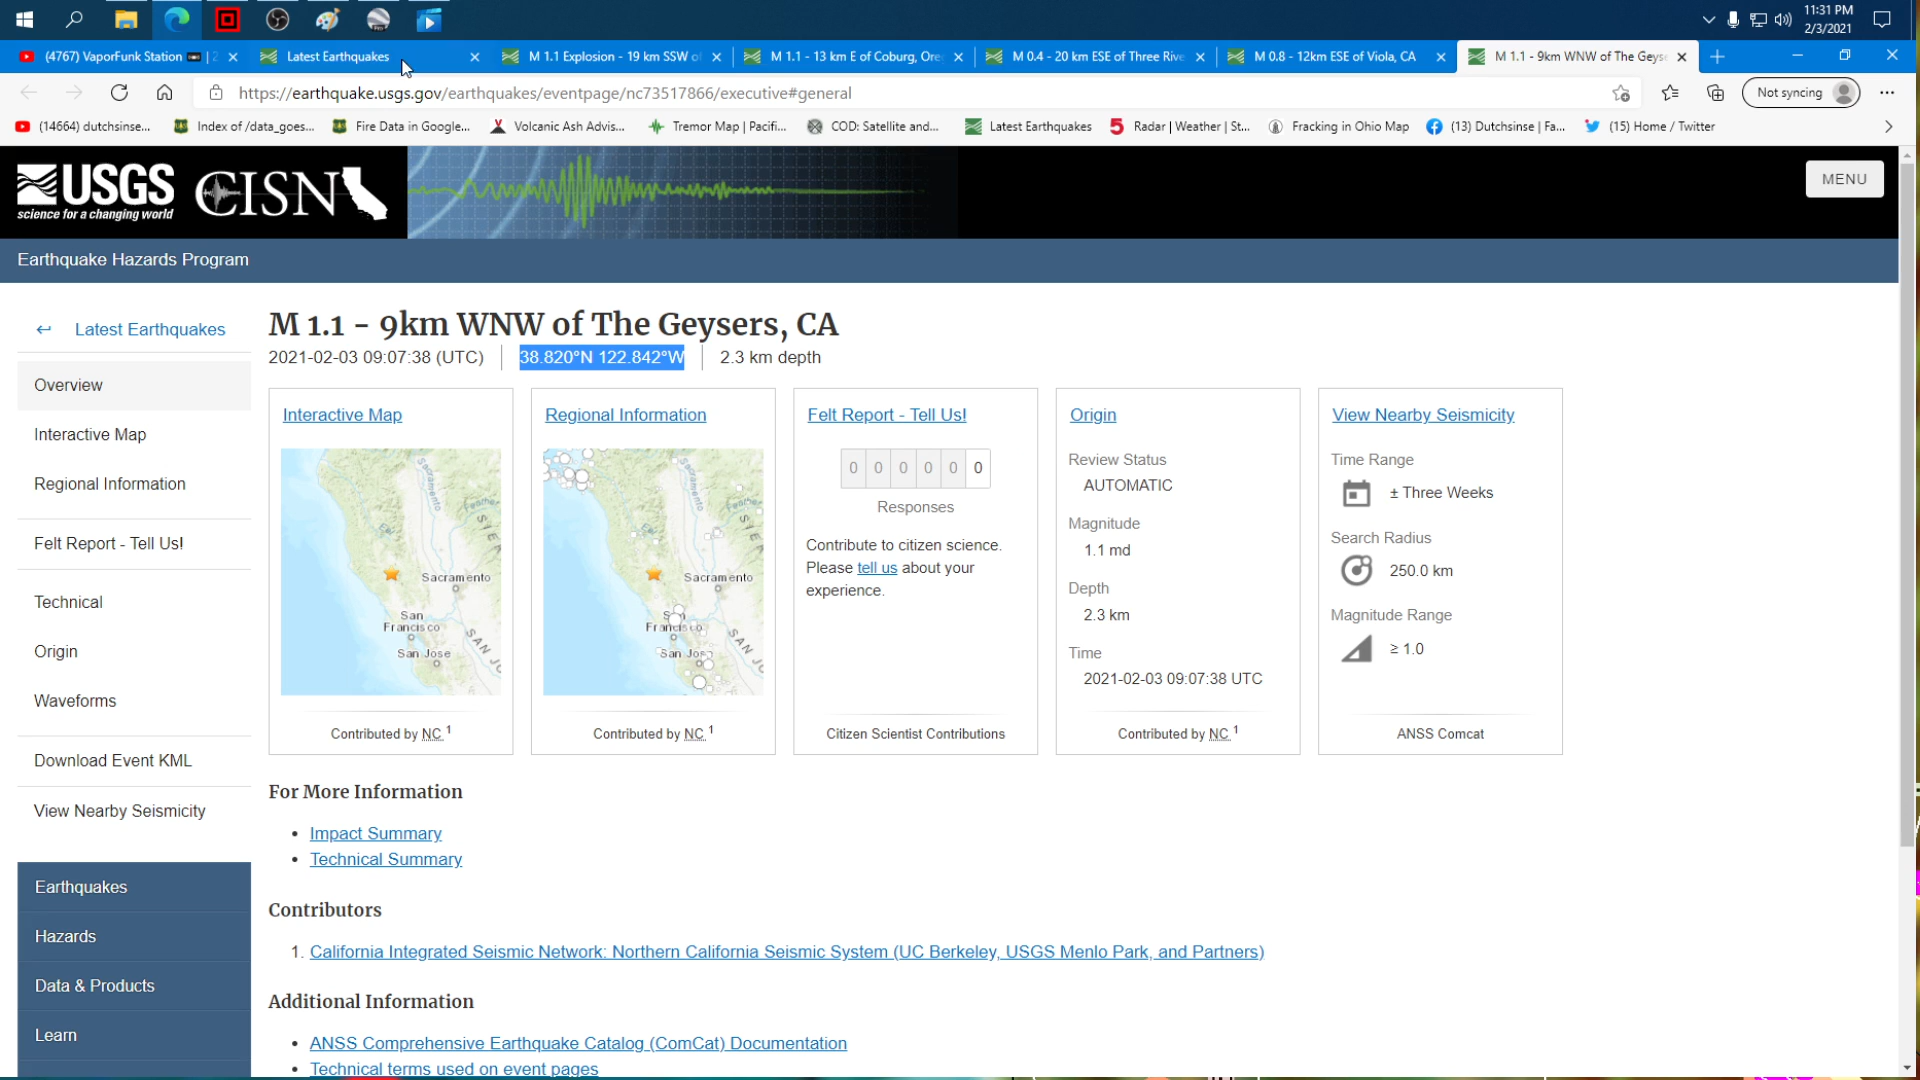 11:31 PM
2/3/2021
(4767) VaporFunk Station
Latest Earthquakes
M 1.1 Explosion - 19 km SSW of
M 1.1 - 13 km E of Coburg, Ore
M 0.4 - 20 km ESE of Three Rive
M 0.8 - 12km ESE of Viola, CA
M 1.1 - 9km WNW of The Geyse
https://earthquake.usgs.gov/earthquakes/eventpage/nc73517866/executive#general
Not syncing
(14664) dutchsinse...
Index of /data_goes...
Fire Data in Google...
Volcanic Ash Advis...
Tremor Map | Pacifi...
COD: Satellite and...
Latest Earthquakes
5 Radar | Weather | St...
Fracking in Ohio Map
(13) Dutchsinse | Fa...
(15) Home / Twitter
USGS
science for a changing world
CISN
MENU
Earthquake Hazards Program
Latest Earthquakes
Overview
Interactive Map
Regional Information
Felt Report - Tell Us!
Technical
Origin
Waveforms
Download Event KML
View Nearby Seismicity
Earthquakes
Hazards
Data & Products
Learn
M 1.1 - 9km WNW of The Geysers, CA
2021-02-03 09:07:38 (UTC)
38.820°N 122.842°W
2.3 km depth
Interactive Map
Sacramento
Eel
Feather
Sacramento
San
Francisco
San Jose
Contributed by NC 1
Regional Information
Sacramento
Eel
Feather
Sacramento
San
Francisco
San Jose
Contributed by NC 1
Felt Report - Tell Us!
0 0 0 0 0 0
Responses
Contribute to citizen science.
Please tell us about your
experience.
Citizen Scientist Contributions
Origin
Review Status
AUTOMATIC
Magnitude
1.1 md
Depth
2.3 km
Time
2021-02-03 09:07:38 UTC
Contributed by NC 1
View Nearby Seismicity
Time Range
± Three Weeks
Search Radius
250.0 km
Magnitude Range
≥ 1.0
ANSS Comcat
For More Information
• Impact Summary
• Technical Summary
Contributors
1. California Integrated Seismic Network: Northern California Seismic System (UC Berkeley, USGS Menlo Park, and Partners)
Additional Information
• ANSS Comprehensive Earthquake Catalog (ComCat) Documentation
• Technical terms used on event pages